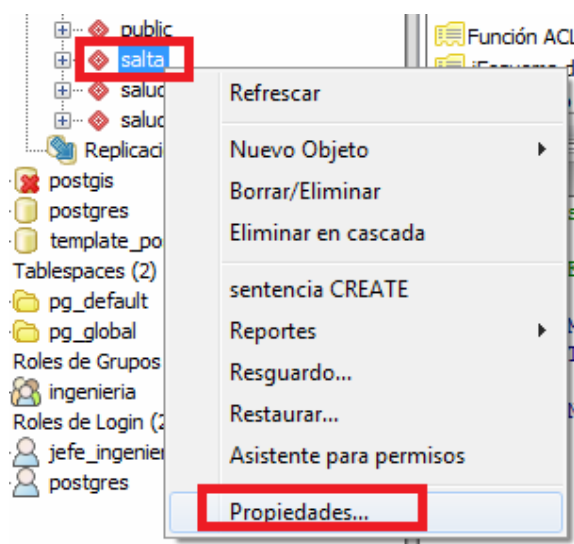 public
salta
saluc
saluc
Replicaci
postgis
postgres
template_po
Tablespaces (2)
pg_default
pg_global
Roles de Grupos
ingenieria
Roles de Login (2
jefe_ingenier
postgres
Refrescar
Nuevo Objeto
Borrar/Eliminar
Eliminar en cascada
sentencia CREATE
Reportes
Resguardo...
Restaurar...
Asistente para permisos
Propiedades...
Función ACL